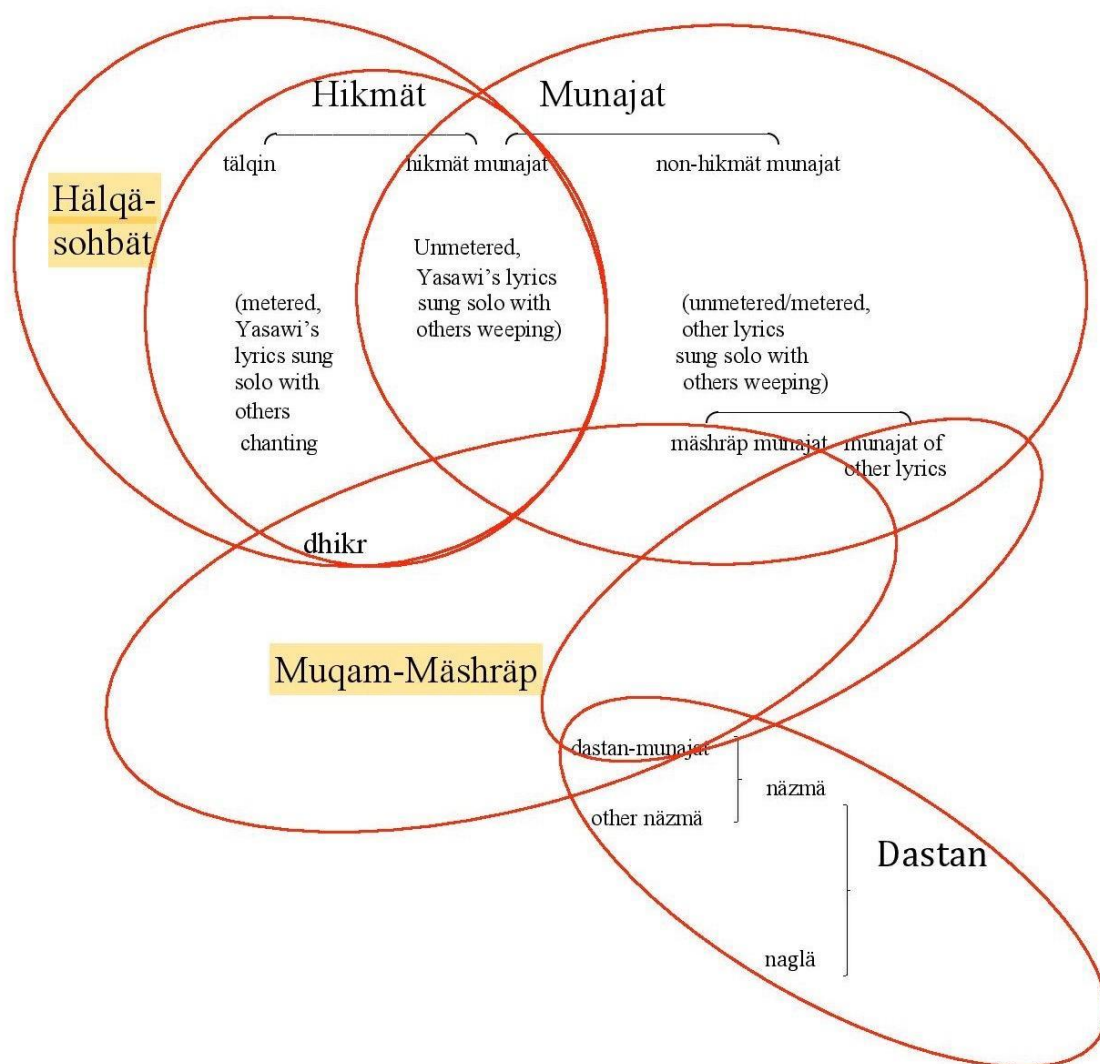 Hikmät
Munajat
tälqin
hikmät munajat
non-hikmät munajat
Hälqä-
sohbät
(metered,
Yasawi's
lyrics sung
solo with
others
chanting
Unmetered,
Yasawi's lyrics
sung solo with
others weeping)
(unmetered/metered,
other lyrics
sung solo with
others weeping)
mäshräp munajat
munajat of
other lyrics
dhikr
Muqam-Mäshräp
dastan-munajat
näzmä
other näzmä
Dastan
naglä